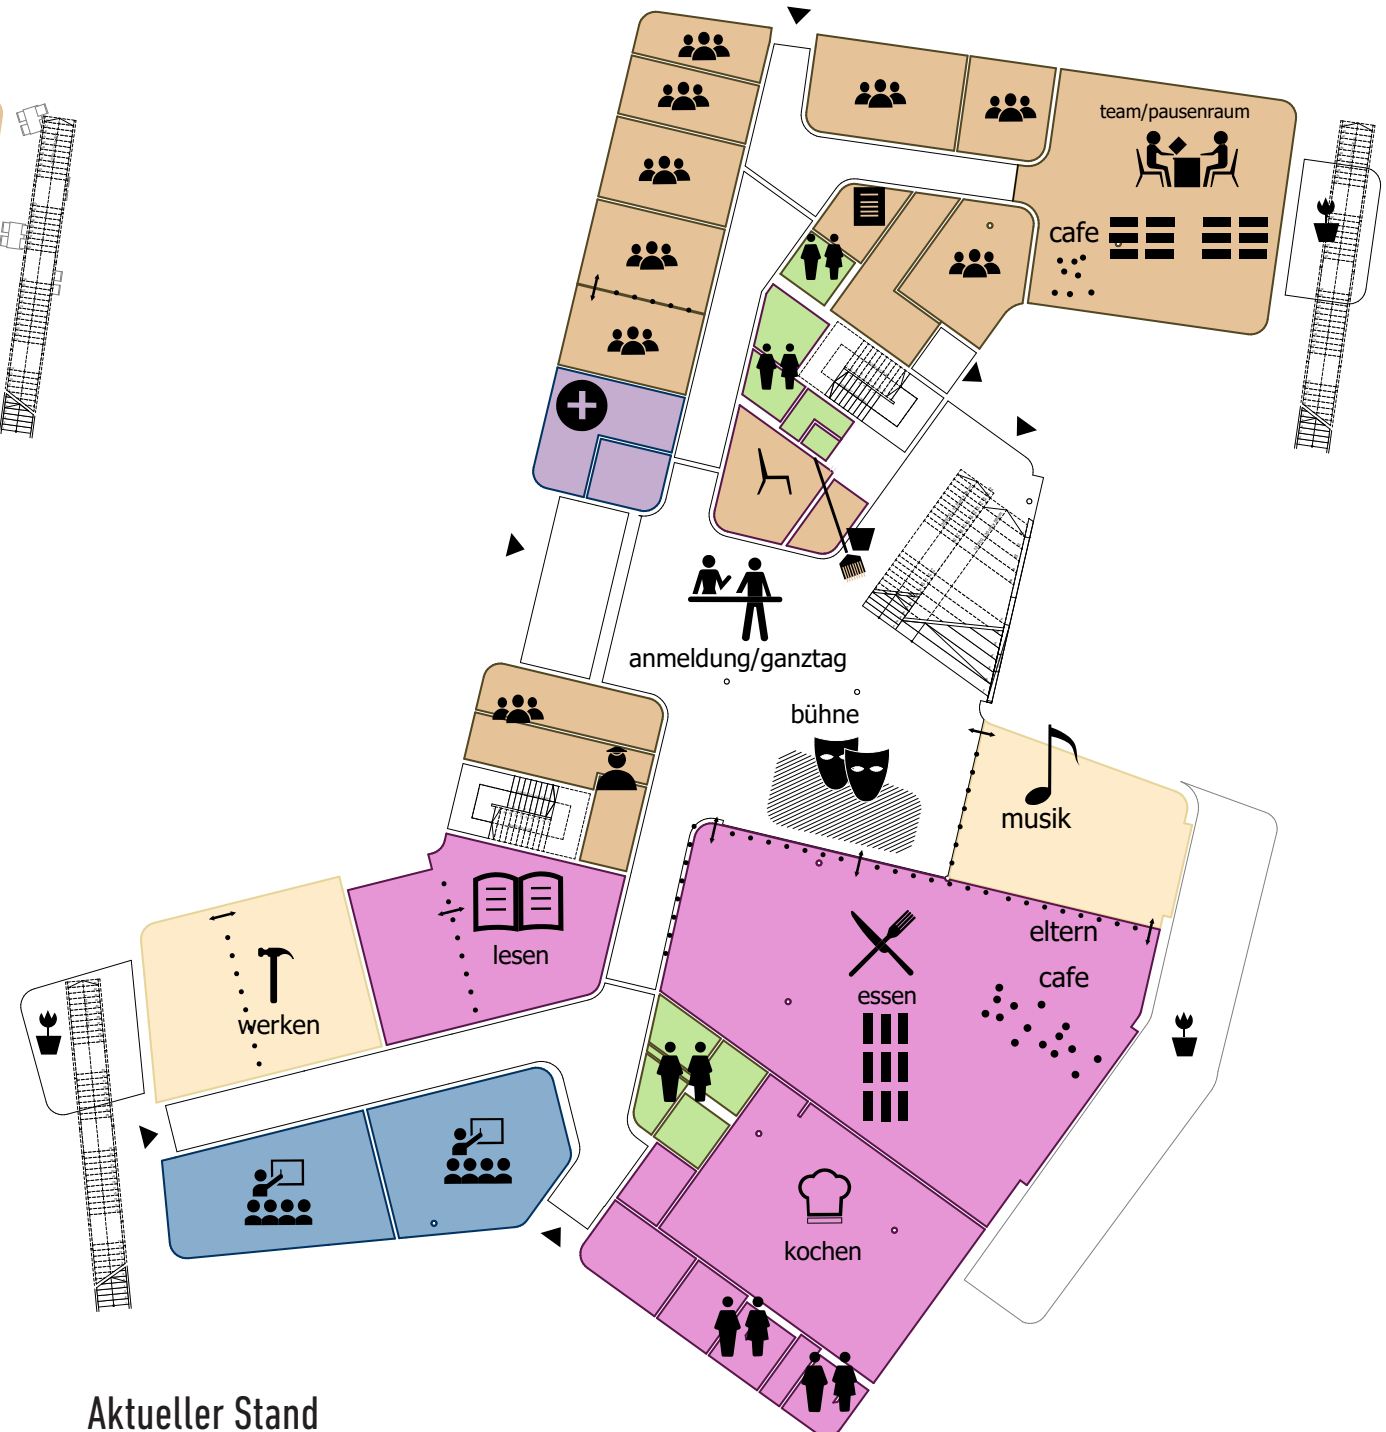 team/pausenraum
cafe
anmeldung/ganztag
bühne
musik
eltern
cafe
lesen
essen
werken
kochen
Aktueller Stand